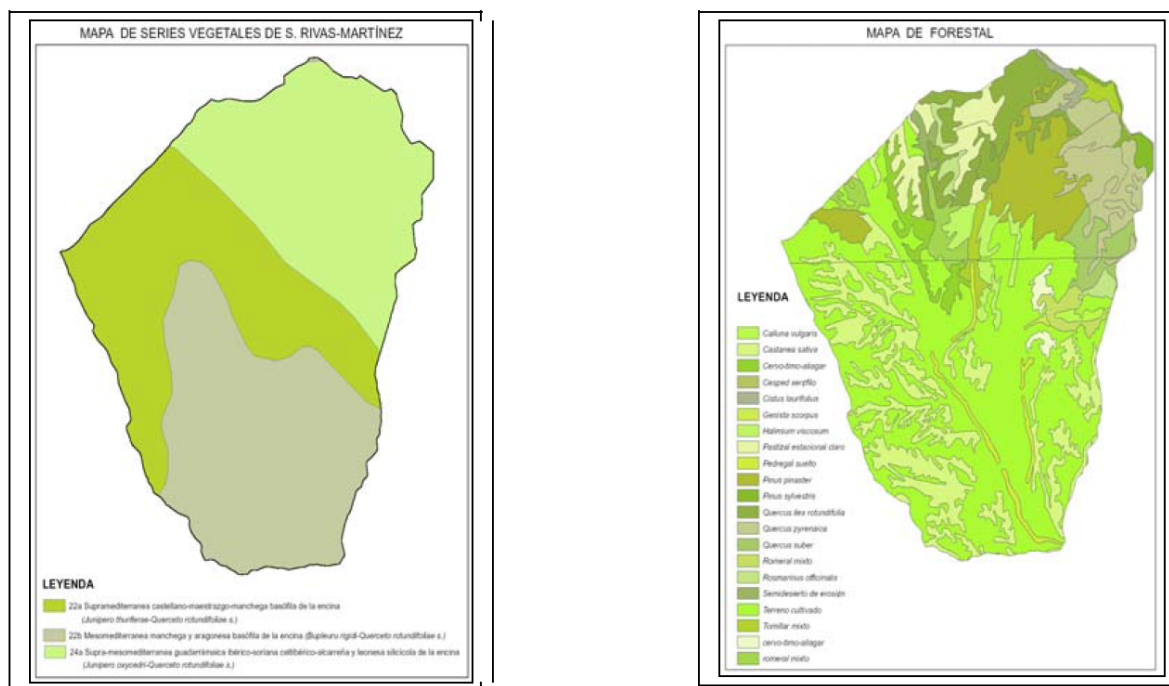 MAPA DE SERIES VEGETALES DE S. RIVAS-MARTÍNEZ
LEYENDA
22a Supramediterranea castellano-maestrazgo-manchega basófila de la encina
(Junipero thuriferae-Querceto rotundifoliae s.)
22b Mesomediterranea manchega y aragonesa basófila de la encina (Bupleuru rigidi-Querceto rotundifoliae s.)
24a Supra-mesomediterranea guadarrámaica ibérico-soriana celtibérico-alcarreña y leonesa silicícola de la encina
(Junipero oxycedri-Querceto rotundifoliae s.)
MAPA DE FORESTAL
LEYENDA
Calluna vulgaris
Castanea sativa
Cervo-timo-aliagar
Cesped xerifilo
Cistus laurifolius
Genista scorpus
Halimium viscosum
Pastizal estacional claro
Pedregal suelto
Pinus pinaster
Pinus sylvestris
Quercus ilex rotundifolia
Quercus pyrenaica
Quercus suber
Romeral mixto
Rosmarinus officinalis
Semidesierto de erosión
Terreno cultivado
Tomillar mixto
cervo-timo-aliagar
romeral mixto